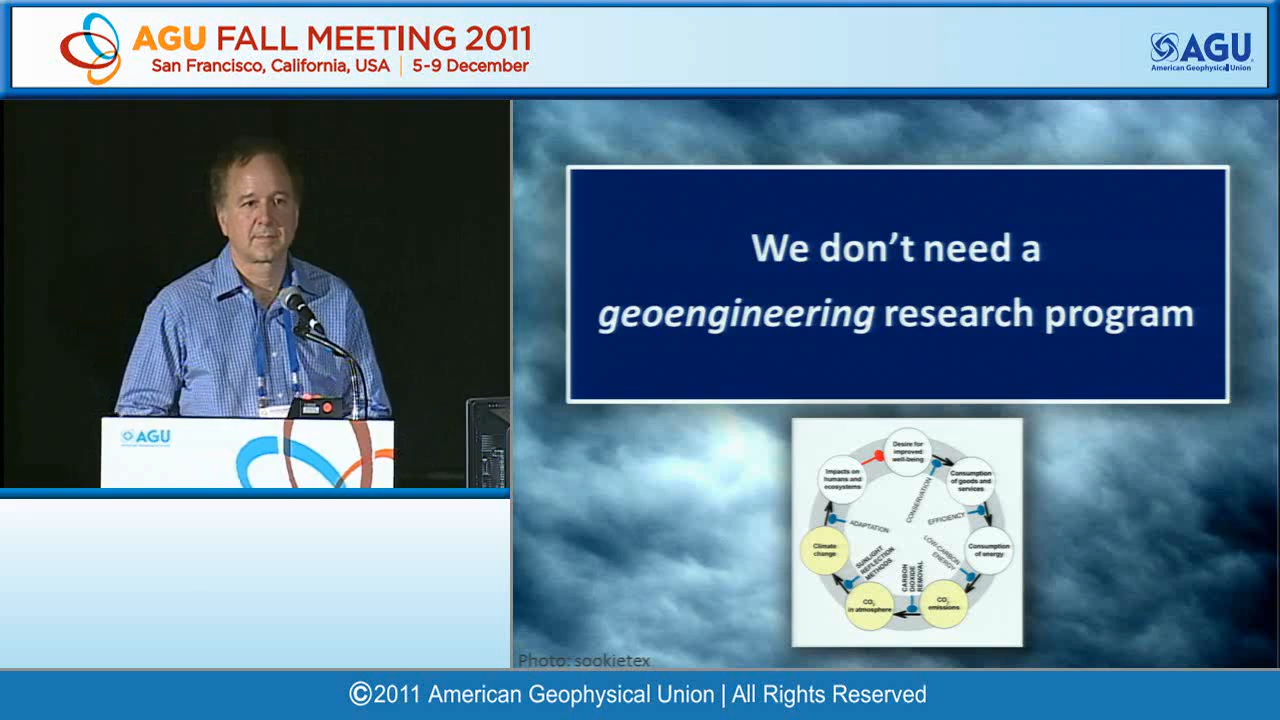 AGU FALL MEETING 2011
San Francisco, California, USA | 5-9 December
AGU
American Geophysical Union
AGU
We don't need a
geoengineering research program
Desire for
improved
well-being
Impacts on
humans and
ecosystems
Consumption
of goods and
services
CONSERVATION
ADAPTATION
EFFICIENCY
Climate
change
SUNLIGHT
REFLECTION
METHODS
CARBON
DIOXIDE
REMOVAL
LOW-CARBON
ENERGY
Consumption
of energy
CO2
in atmosphere
CO2
emissions
Photo: sookietex
©2011 American Geophysical Union | All Rights Reserved